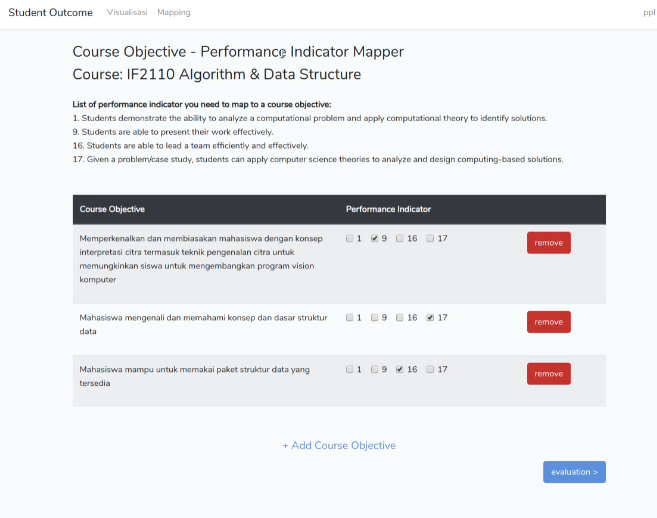 Student Outcome Visualisasi Mapping ppl
Course Objective - Performance Indicator Mapper
Course: IF2110 Algorithm & Data Structure
List of performance indicator you need to map to a course objective:
1. Students demonstrate the ability to analyze a computational problem and apply computational theory to identify solutions.
9. Students are able to present their work effectively.
16. Students are able to lead a team efficiently and effectively.
17. Given a problem/case study, students can apply computer science theories to analyze and design computing-based solutions.
Course Objective Performance Indicator
Memperkenalkan dan membiasakan mahasiswa dengan konsep
interpretasi citra termasuk teknik pengenalan citra untuk
memungkinkan siswa untuk mengembangkan program vision
komputer
1 9 16 17
remove
Mahasiswa mengenali dan memahami konsep dan dasar struktur
data
1 9 16 17
remove
Mahasiswa mampu untuk memakai paket struktur data yang
tersedia
1 9 16 17
remove
+ Add Course Objective
evaluation >